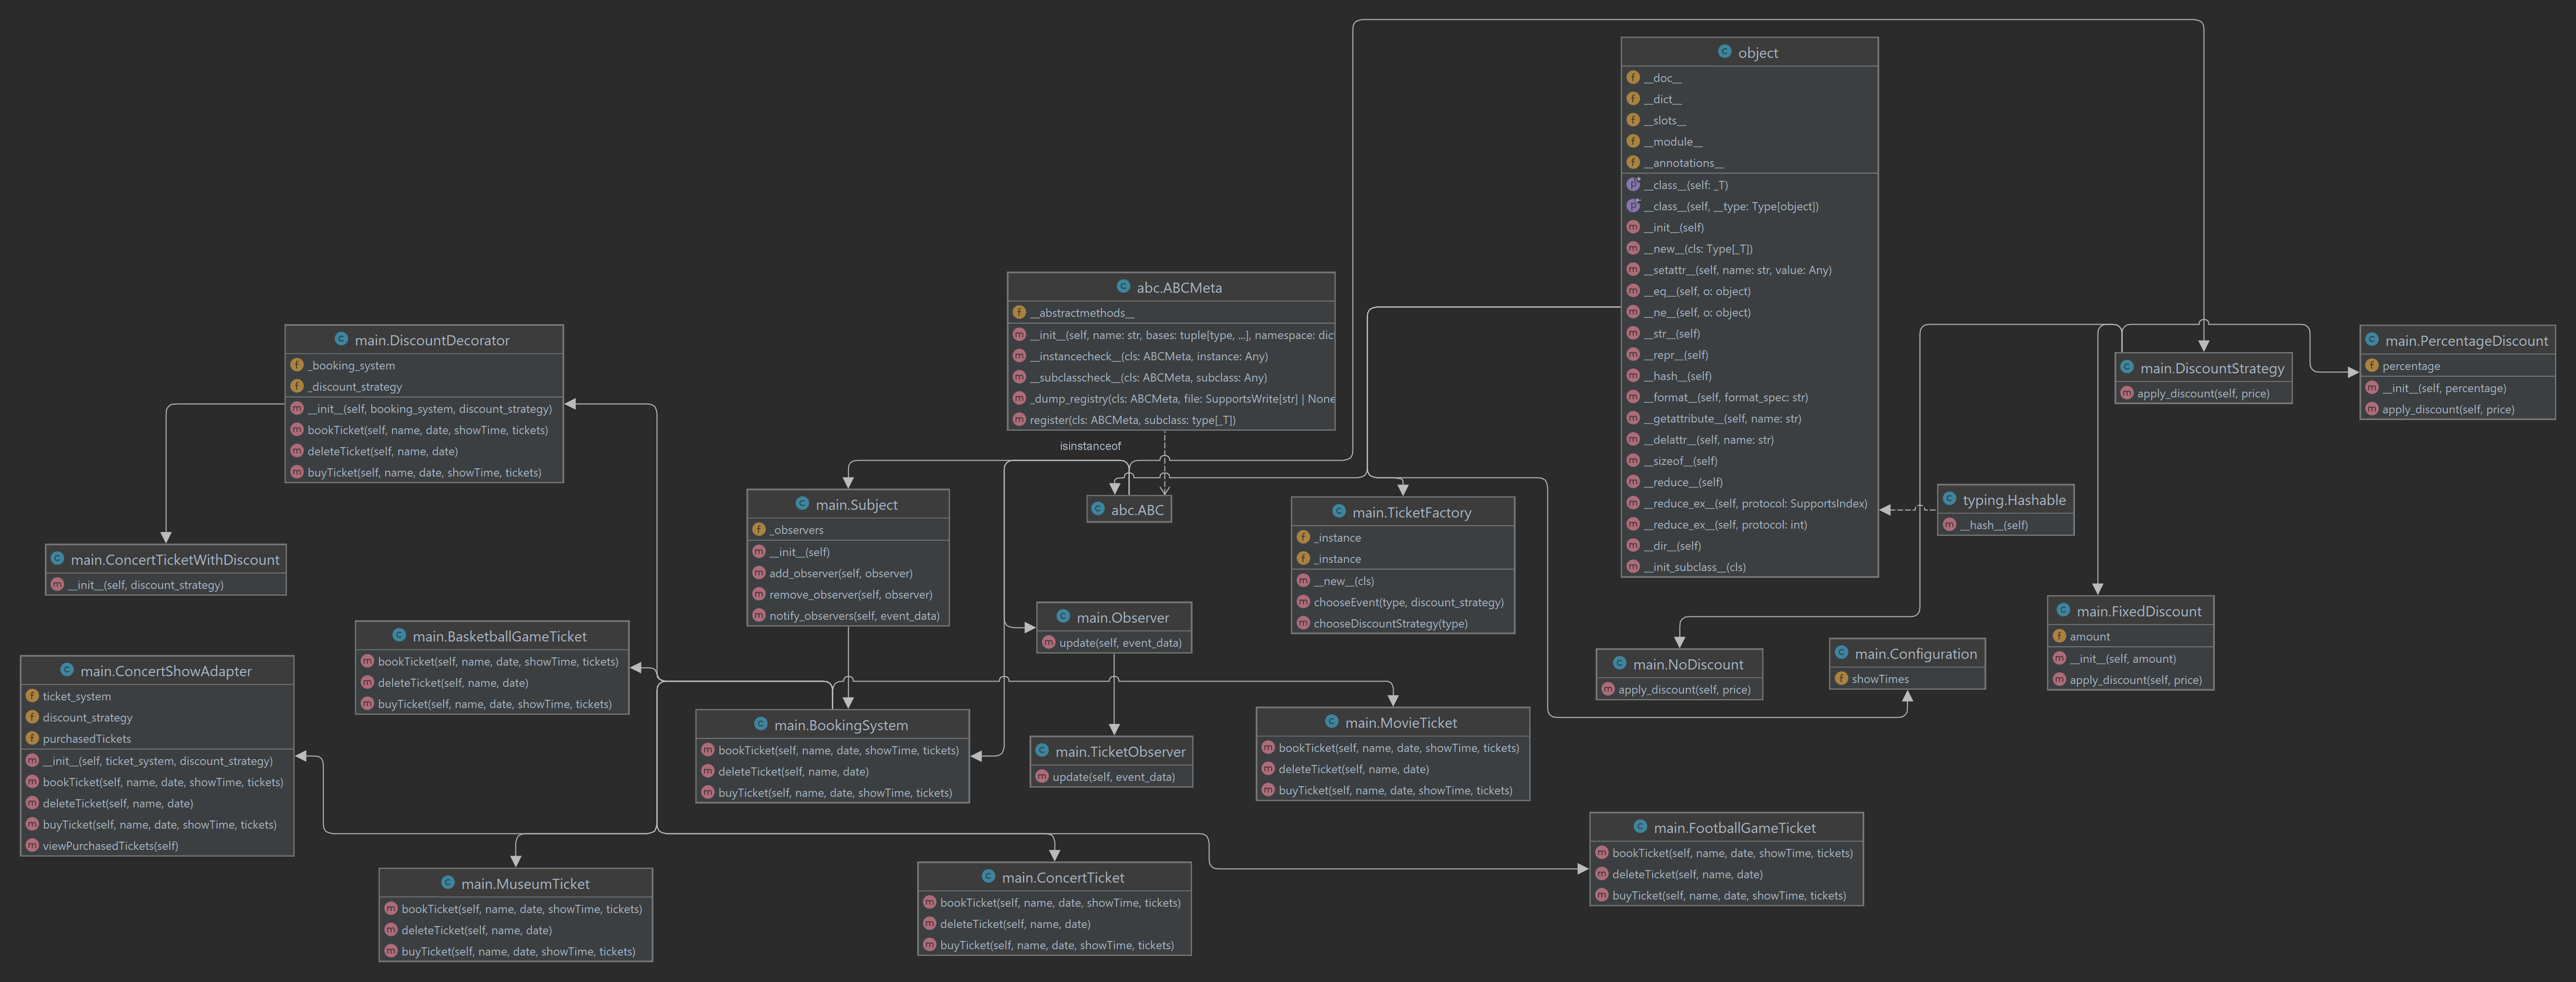 object
__doc__
__dict__
__slots__
__module__
__annotations__
__class__(self: _T)
__class__(self, __type: Type[object])
__init__(self)
__new__(cls: Type[_T])
__setattr__(self, name: str, value: Any)
__eq__(self, o: object)
__ne__(self, o: object)
__str__(self)
__repr__(self)
__hash__(self)
__format__(self, format_spec: str)
__getattribute__(self, name: str)
__delattr__(self, name: str)
__sizeof__(self)
__reduce__(self)
__reduce_ex__(self, protocol: SupportsIndex)
__reduce_ex__(self, protocol: int)
__dir__(self)
__init_subclass__(cls)
abc.ABCMeta
__abstractmethods__
__init__(self, name: str, bases: tuple[type, ...], namespace: dic
__instancecheck__(cls: ABCMeta, instance: Any)
__subclasscheck__(cls: ABCMeta, subclass: Any)
_dump_registry(cls: ABCMeta, file: SupportsWrite[str] | None
register(cls: ABCMeta, subclass: type[_T])
isinstanceof
main.DiscountDecorator
_booking_system
_discount_strategy
__init__(self, booking_system, discount_strategy)
bookTicket(self, name, date, showTime, tickets)
deleteTicket(self, name, date)
buyTicket(self, name, date, showTime, tickets)
main.DiscountStrategy
apply_discount(self, price)
main.PercentageDiscount
percentage
__init__(self, percentage)
apply_discount(self, price)
main.Subject
_observers
__init__(self)
add_observer(self, observer)
remove_observer(self, observer)
notify_observers(self, event_data)
abc.ABC
main.TicketFactory
_instance
_instance
__new__(cls)
chooseEvent(type, discount_strategy)
chooseDiscountStrategy(type)
typing.Hashable
__hash__(self)
main.ConcertTicketWithDiscount
__init__(self, discount_strategy)
main.Observer
update(self, event_data)
main.FixedDiscount
amount
__init__(self, amount)
apply_discount(self, price)
main.BasketballGameTicket
bookTicket(self, name, date, showTime, tickets)
deleteTicket(self, name, date)
buyTicket(self, name, date, showTime, tickets)
main.NoDiscount
apply_discount(self, price)
main.Configuration
showTimes
main.ConcertShowAdapter
ticket_system
discount_strategy
purchasedTickets
__init__(self, ticket_system, discount_strategy)
bookTicket(self, name, date, showTime, tickets)
deleteTicket(self, name, date)
buyTicket(self, name, date, showTime, tickets)
viewPurchasedTickets(self)
main.BookingSystem
bookTicket(self, name, date, showTime, tickets)
deleteTicket(self, name, date)
buyTicket(self, name, date, showTime, tickets)
main.TicketObserver
update(self, event_data)
main.MovieTicket
bookTicket(self, name, date, showTime, tickets)
deleteTicket(self, name, date)
buyTicket(self, name, date, showTime, tickets)
main.FootballGameTicket
bookTicket(self, name, date, showTime, tickets)
deleteTicket(self, name, date)
buyTicket(self, name, date, showTime, tickets)
main.MuseumTicket
bookTicket(self, name, date, showTime, tickets)
deleteTicket(self, name, date)
buyTicket(self, name, date, showTime, tickets)
main.ConcertTicket
bookTicket(self, name, date, showTime, tickets)
deleteTicket(self, name, date)
buyTicket(self, name, date, showTime, tickets)